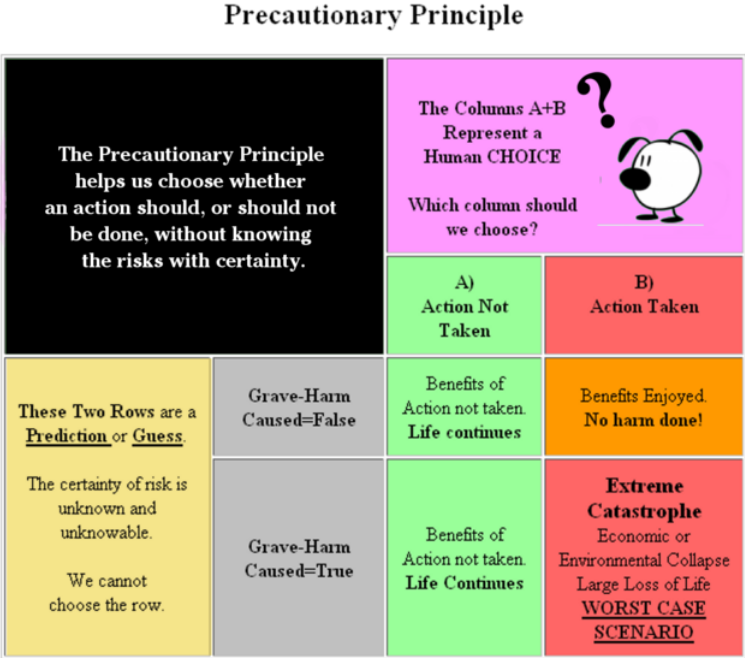 Precautionary Principle
The Precautionary Principle
helps us choose whether
an action should, or should not
be done, without knowing
the risks with certainty.
The Columns A+B
Represent a
Human CHOICE
Which column should
we choose?
?
A)
Action Not
Taken
B)
Action Taken
These Two Rows are a
Prediction or Guess.
The certainty of risk is
unknown and
unknowable.
We cannot
choose the row.
Grave-Harm
Caused=False
Benefits of
Action not taken.
Life continues
Benefits Enjoyed.
No harm done!
Grave-Harm
Caused=True
Benefits of
Action not taken.
Life Continues
Extreme
Catastrophe
Economic or
Environmental Collapse
Large Loss of Life
WORST CASE
SCENARIO